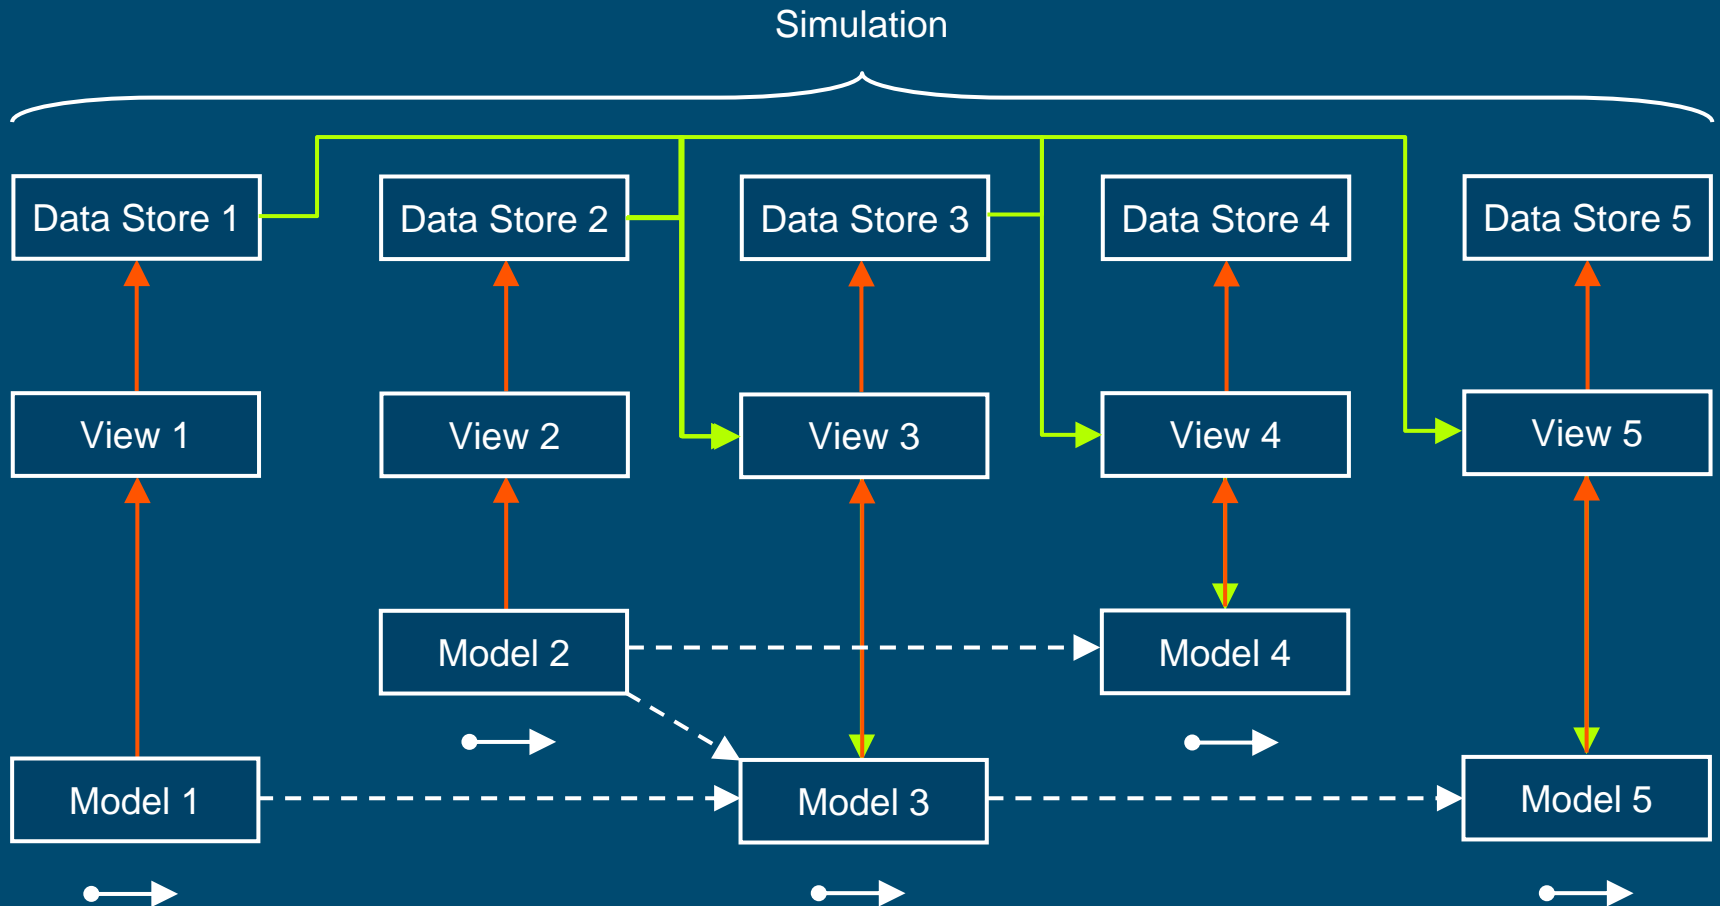 Simulation
Data Store 1
Data Store 2
Data Store 3
Data Store 4
Data Store 5
View 1
View 2
View 3
View 4
View 5
Model 2
Model 4
Model 1
Model 3
Model 5